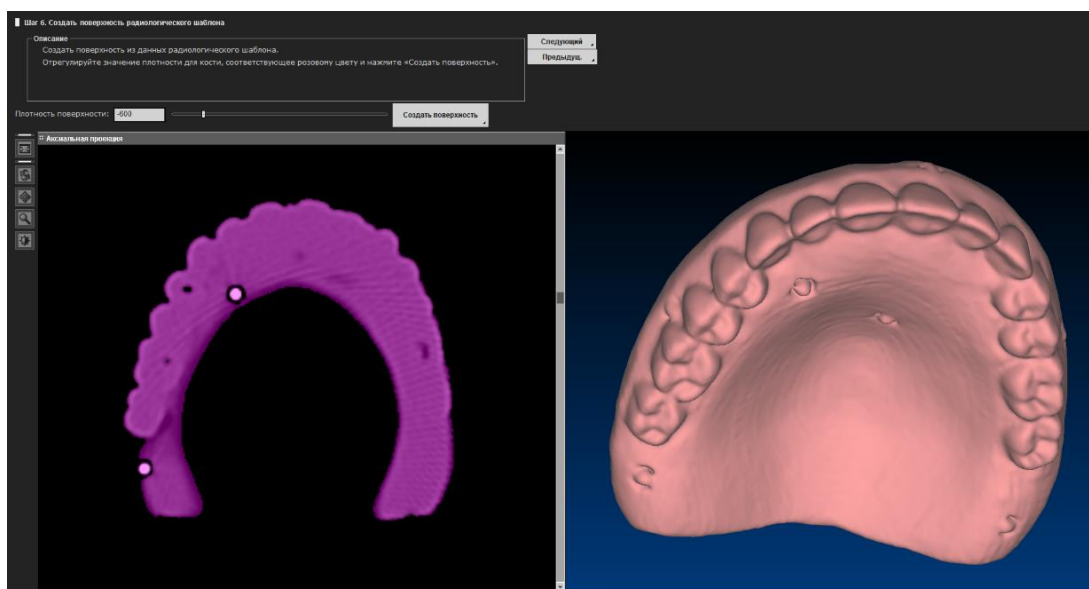 Шаг 6. Создать поверхность радиологического шаблона
Описание
Создать поверхность из данных радиологического шаблона.
Отрегулируйте значение плотности для кости, соответствующее розовому цвету и нажмите «Создать поверхность».
Следующий
Предыдущ.
Плотность поверхности: -600
Создать поверхность
Аксиальная проекция